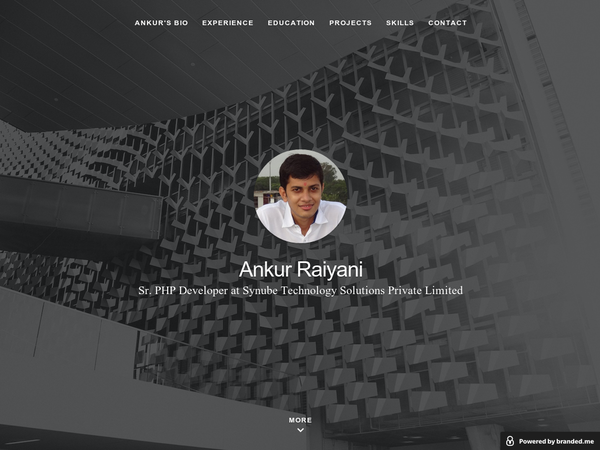 ANKUR'S BIO EXPERIENCE EDUCATION PROJECTS SKILLS CONTACT
Ankur Raiyani
Sr. PHP Developer at Synube Technology Solutions Private Limited
MORE
Powered by branded.me